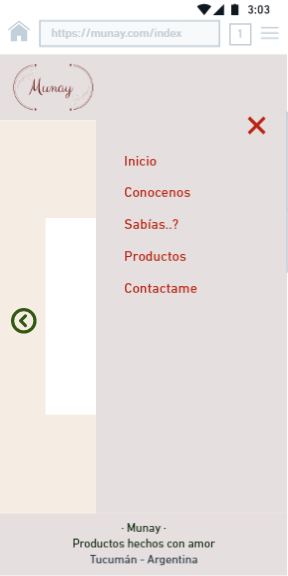 3:03
https://munay.com/index
1
Munay
Inicio
Conocenos
Sabías..?
Productos
Contactame
· Munay ·
Productos hechos con amor
Tucumán - Argentina